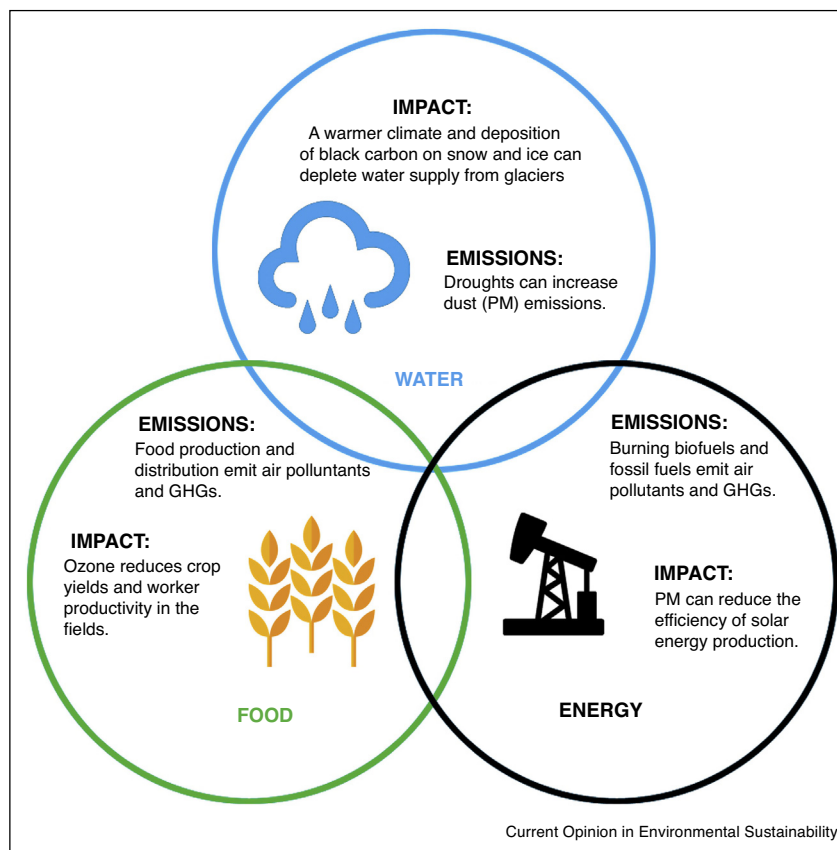 IMPACT:
A warmer climate and deposition
of black carbon on snow and ice can
deplete water supply from glaciers
EMISSIONS:
Droughts can increase
dust (PM) emissions.
WATER
EMISSIONS:
Food production and
distribution emit air polluntants
and GHGs.
IMPACT:
Ozone reduces crop
yields and worker
productivity in the
fields.
FOOD
EMISSIONS:
Burning biofuels and
fossil fuels emit air
pollutants and GHGs.
IMPACT:
PM can reduce the
efficiency of solar
energy production.
ENERGY
Current Opinion in Environmental Sustainability